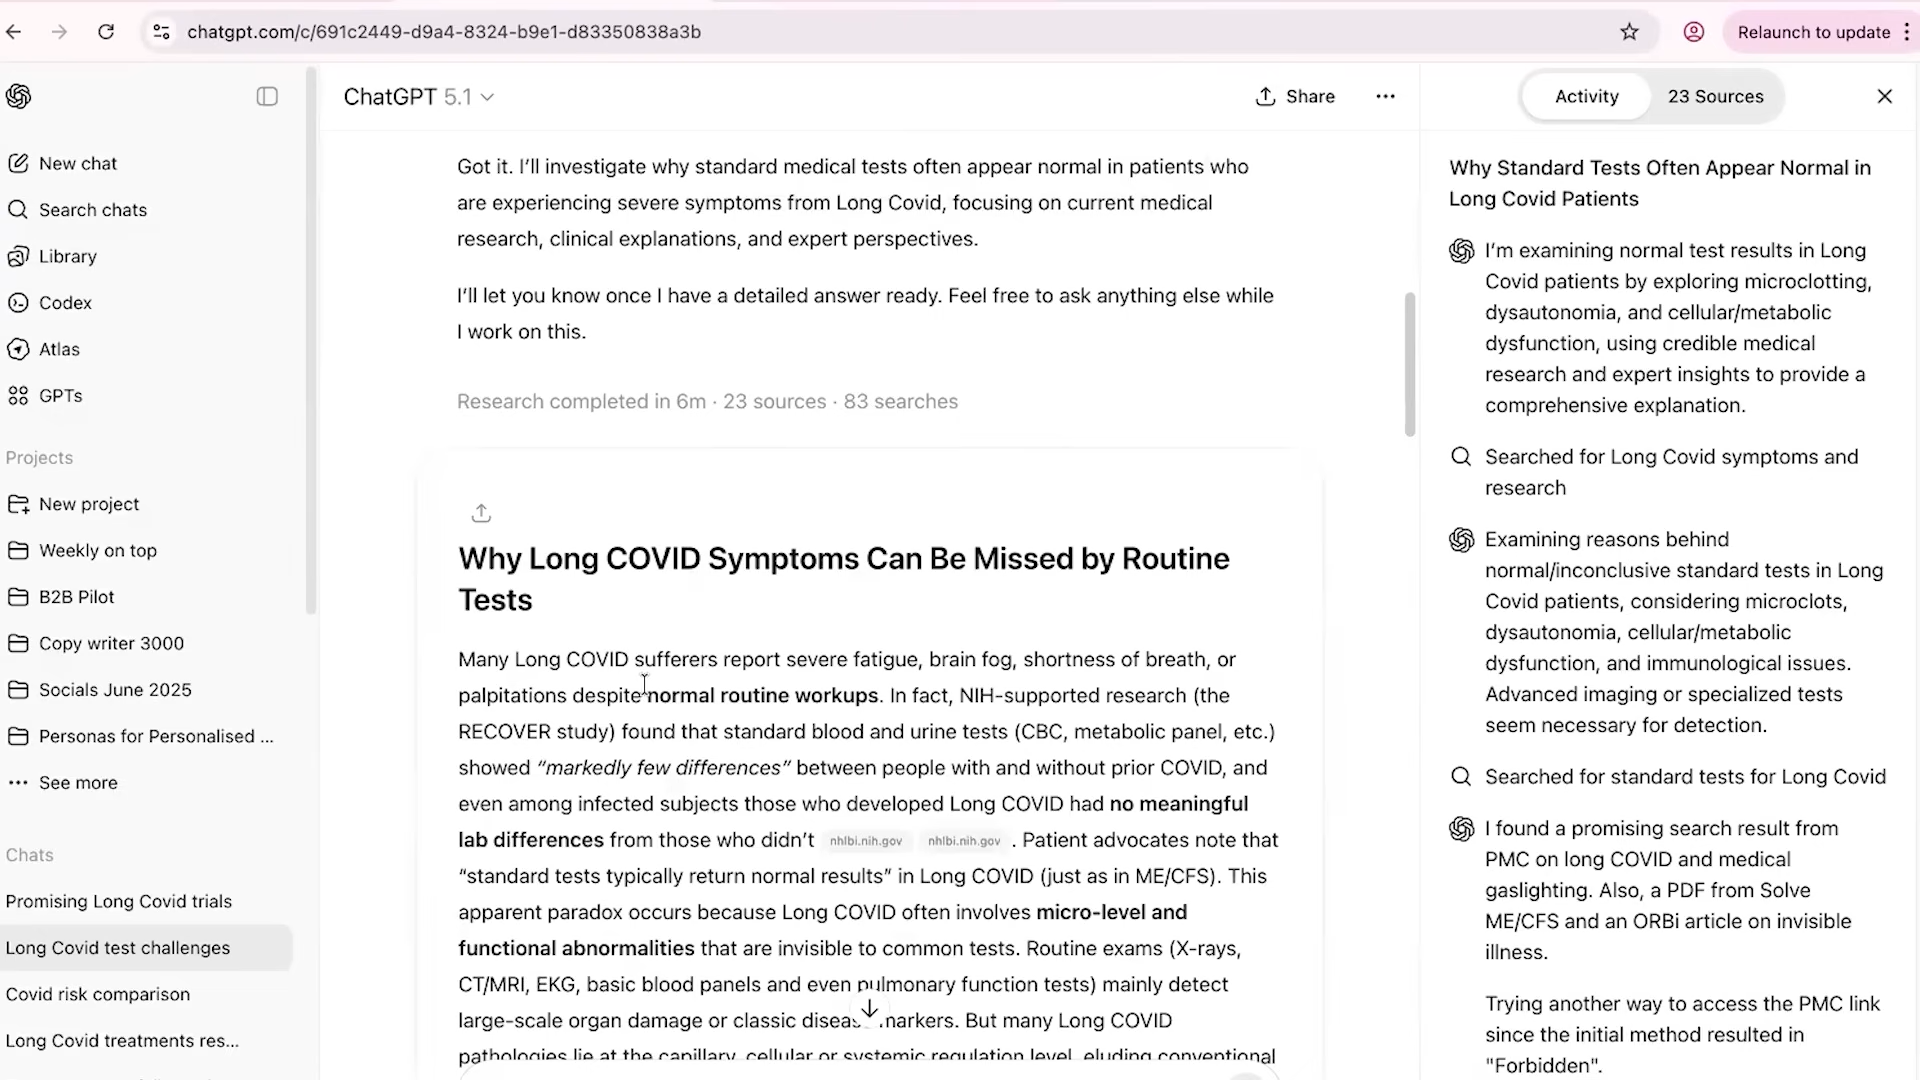 chatgpt.com/c/691c2449-d9a4-8324-b9e1-d83350838a3b
Relaunch to update
New chat
Search chats
Library
Codex
Atlas
GPTs
Projects
New project
Weekly on top
B2B Pilot
Copy writer 3000
Socials June 2025
Personas for Personalised ...
See more
Chats
Promising Long Covid trials
Long Covid test challenges
Covid risk comparison
Long Covid treatments res...
ChatGPT 5.1
Share
Got it. I’ll investigate why standard medical tests often appear normal in patients who
are experiencing severe symptoms from Long Covid, focusing on current medical
research, clinical explanations, and expert perspectives.
I’ll let you know once I have a detailed answer ready. Feel free to ask anything else while
I work on this.
Research completed in 6m · 23 sources · 83 searches
Why Long COVID Symptoms Can Be Missed by Routine
Tests
Many Long COVID sufferers report severe fatigue, brain fog, shortness of breath, or
palpitations despite normal routine workups. In fact, NIH-supported research (the
RECOVER study) found that standard blood and urine tests (CBC, metabolic panel, etc.)
showed “markedly few differences” between people with and without prior COVID, and
even among infected subjects those who developed Long COVID had no meaningful
lab differences from those who didn’t nhlbi.nih.gov nhlbi.nih.gov . Patient advocates note that
“standard tests typically return normal results” in Long COVID (just as in ME/CFS). This
apparent paradox occurs because Long COVID often involves micro-level and
functional abnormalities that are invisible to common tests. Routine exams (X-rays,
CT/MRI, EKG, basic blood panels and even pulmonary function tests) mainly detect
large-scale organ damage or classic disease markers. But many Long COVID
pathologies lie at the capillary, cellular or systemic regulation level, eluding conventional
Activity
23 Sources
Why Standard Tests Often Appear Normal in
Long Covid Patients
I’m examining normal test results in Long
Covid patients by exploring microclotting,
dysautonomia, and cellular/metabolic
dysfunction, using credible medical
research and expert insights to provide a
comprehensive explanation.
Searched for Long Covid symptoms and
research
Examining reasons behind
normal/inconclusive standard tests in Long
Covid patients, considering microclots,
dysautonomia, cellular/metabolic
dysfunction, and immunological issues.
Advanced imaging or specialized tests
seem necessary for detection.
Searched for standard tests for Long Covid
I found a promising search result from
PMC on long COVID and medical
gaslighting. Also, a PDF from Solve
ME/CFS and an ORBi article on invisible
illness.
Trying another way to access the PMC link
since the initial method resulted in
"Forbidden".